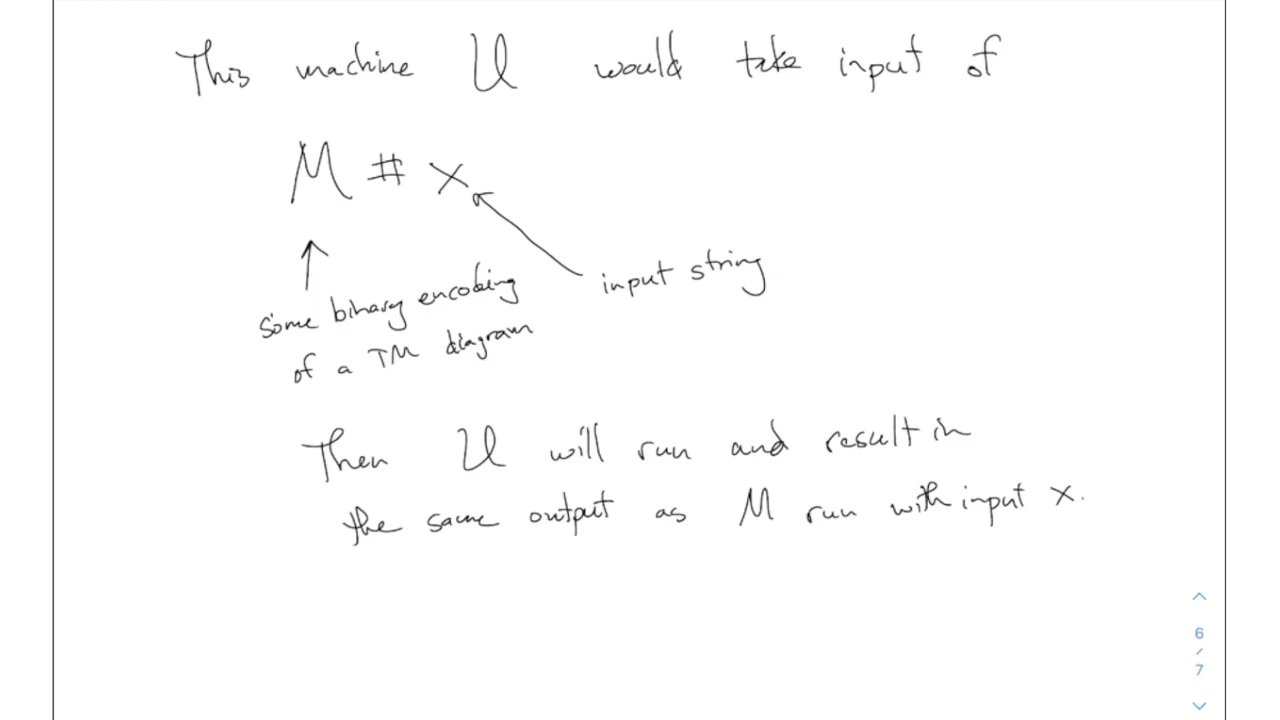 This machine U would take input of
M # x
input string
some binary encoding
of a TM diagram
Then U will run and result in
the same output as M run with input x.
6
/
7